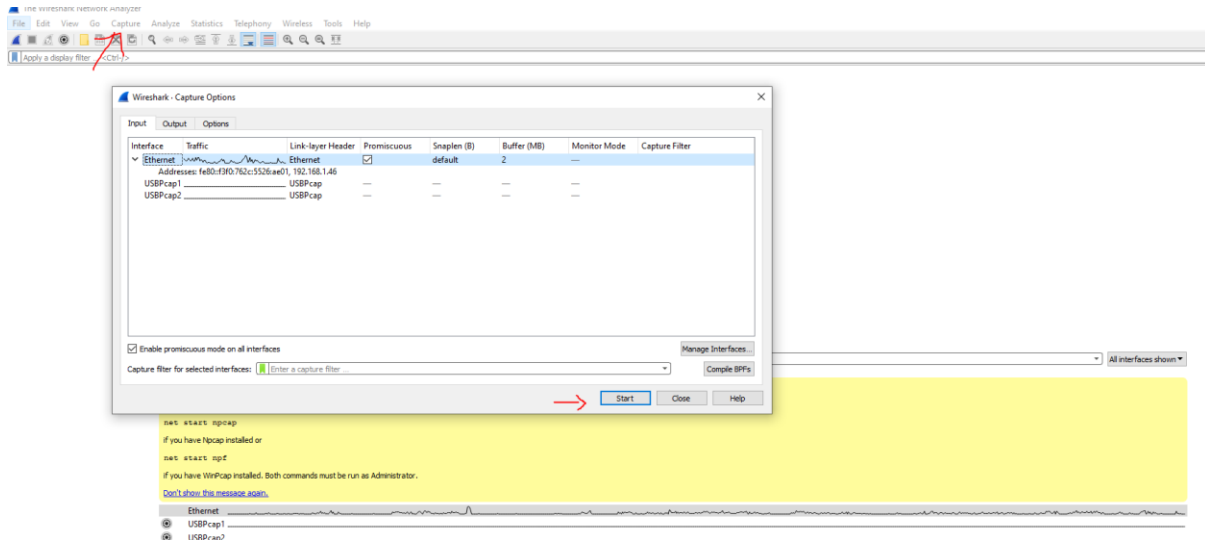 The Wireshark Network Analyzer
File Edit View Go Capture Analyze Statistics Telephony Wireless Tools Help
Apply a display filter ... <Ctrl-/>
Wireshark · Capture Options
Input Output Options
Interface Traffic Link-layer Header Promiscuous Snaplen (B) Buffer (MB) Monitor Mode Capture Filter
Ethernet Ethernet default 2 —
Addresses: fe80::f3f0:762c:5526:ae01, 192.168.1.46
USBPcap1 USBPcap — — — —
USBPcap2 USBPcap — — — —
Enable promiscuous mode on all interfaces
Manage Interfaces...
Capture filter for selected interfaces: Enter a capture filter ...
Compile BPFs
All interfaces shown
Start Close Help
net start npcap
if you have Npcap installed or
net start npf
if you have WinPcap installed. Both commands must be run as Administrator.
Don't show this message again.
Ethernet
USBPcap1
USBPcap2